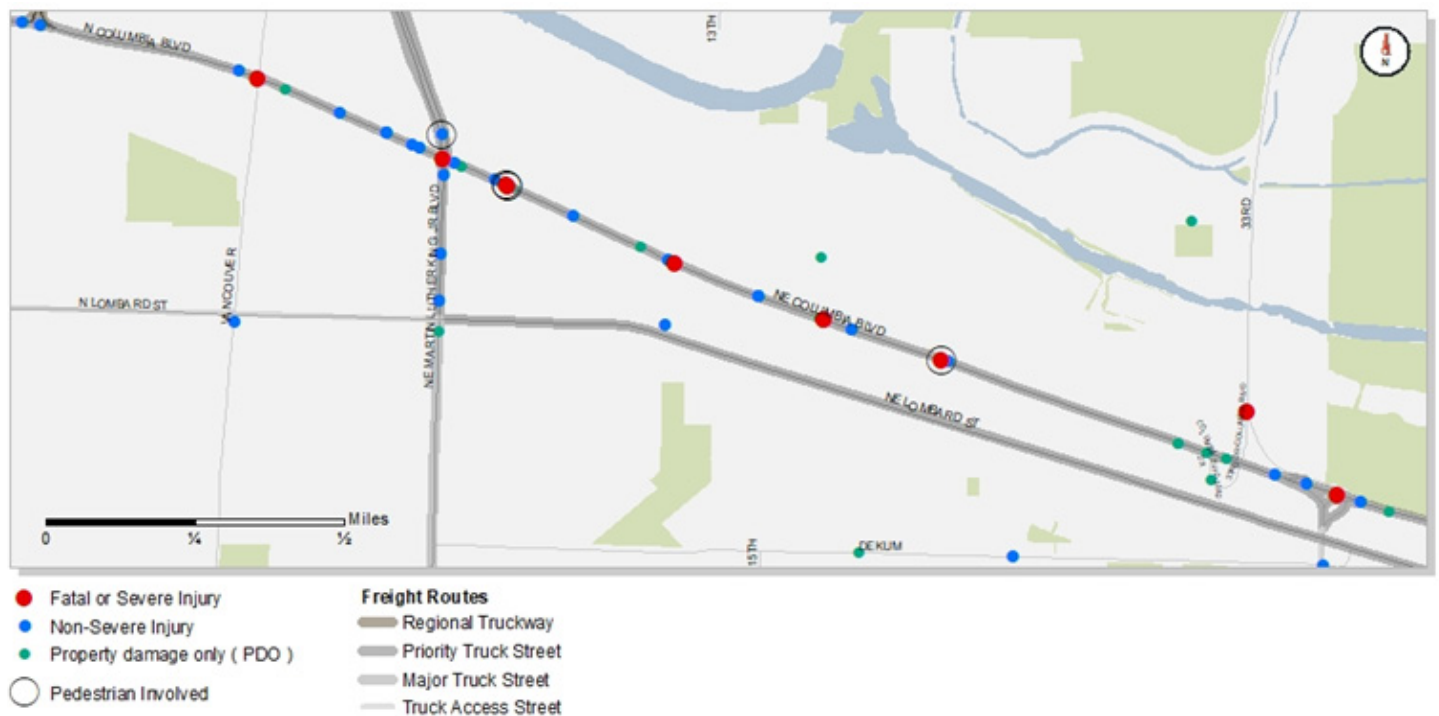 N COLUMBIA BLVD
13TH
N
33RD
VANCOUVER
NE MARTIN LUTHER KING JR BLVD
N LOMBARD ST
NE COLUMBIA BLVD
NE LOMBARD ST
Miles
0 ¼ ½
15TH
DEKUM
Fatal or Severe Injury
Non-Severe Injury
Property damage only ( PDO )
Pedestrian Involved
Freight Routes
Regional Truckway
Priority Truck Street
Major Truck Street
Truck Access Street